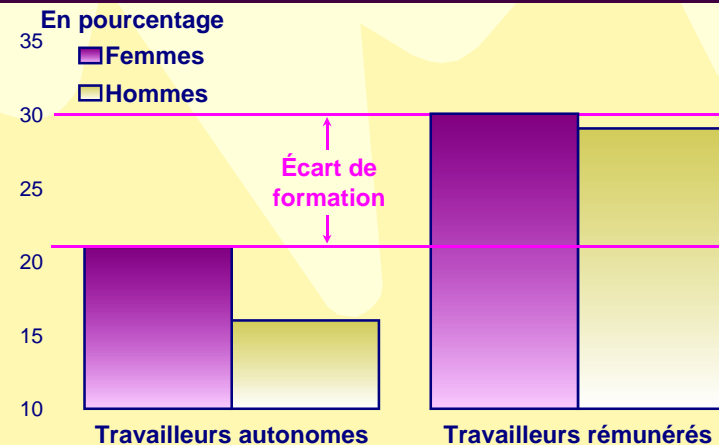 En pourcentage
35
Femmes
Hommes
30
Écart de
formation
25
20
15
10
Travailleurs autonomes
Travailleurs rémunérés